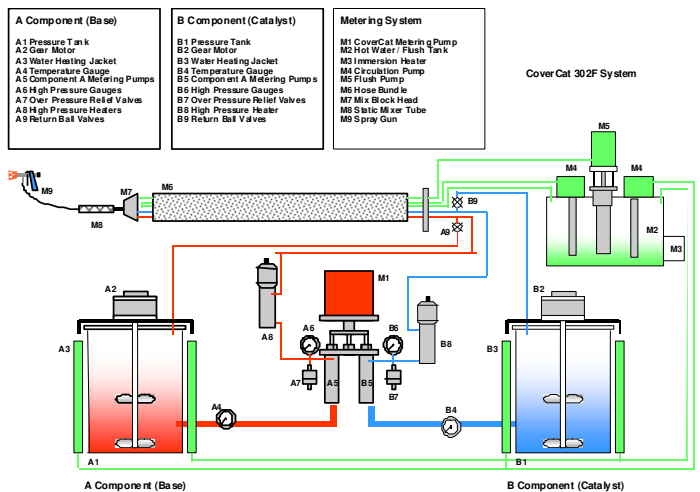 A Component (Base)
A1 Pressure Tank
A2 Gear Motor
A3 Water Heating Jacket
A4 Temperature Gauge
A5 Component A Metering Pumps
A6 High Pressure Gauges
A7 Over Pressure Relief Valves
A8 High Pressure Heaters
A9 Return Ball Valves
B Component (Catalyst)
B1 Pressure Tank
B2 Gear Motor
B3 Water Heating Jacket
B4 Temperature Gauge
B5 Component A Metering Pumps
B6 High Pressure Gauges
B7 Over Pressure Relief Valves
B8 High Pressure Heater
B9 Return Ball Valves
Metering System
M1 CoverCat Metering Pump
M2 Hot Water / Flush Tank
M3 Immersion Heater
M4 Circulation Pump
M5 Flush Pump
M6 Hose Bundle
M7 Mix Block Head
M8 Static Mixer Tube
M9 Spray Gun
CoverCat 302F System
M5
M4
M4
M9
M7
M6
B9
M8
A9
M2
M3
A2
M1
B2
A8
A6
B6
B8
A3
B3
A7
A5
B5
B7
A4
B4
A1
B1
A Component (Base)
B Component (Catalyst)